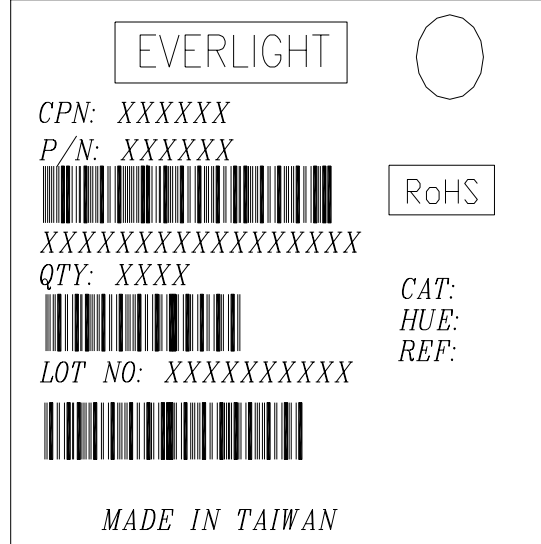 EVERLIGHT
CPN: XXXXXX
P/N: XXXXXX
RoHS
XXXXXXXXXXXXXXXXX
QTY: XXXX
CAT:
HUE:
REF:
LOT NO: XXXXXXXXXX
MADE IN TAIWAN